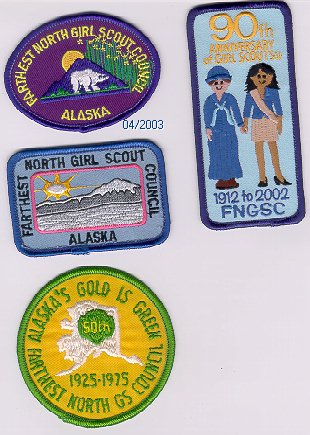 FARTHEST NORTH GIRL SCOUT COUNCIL
ALASKA
04/2003
90th
ANNIVERSARY
of GIRL SCOUTS®
1912 to 2002
FNGSC
FARTHEST NORTH GIRL SCOUT COUNCIL
ALASKA
ALASKA'S GOLD IS GREEN
50th
1925-1975
FARTHEST NORTH GS COUNCIL